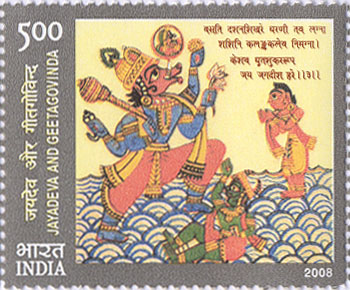 5.00
वसति दशनशिखरे धरणी तव लग्ना
शशिनि कलङ्ककलेव निमग्ना।
केशव धृतशुकररूप
जय जगदीश हरे॥३॥
जयदेव और गीतगोविन्द
JAYADEVA AND GEETAGOVINDA
भारत
INDIA
2008